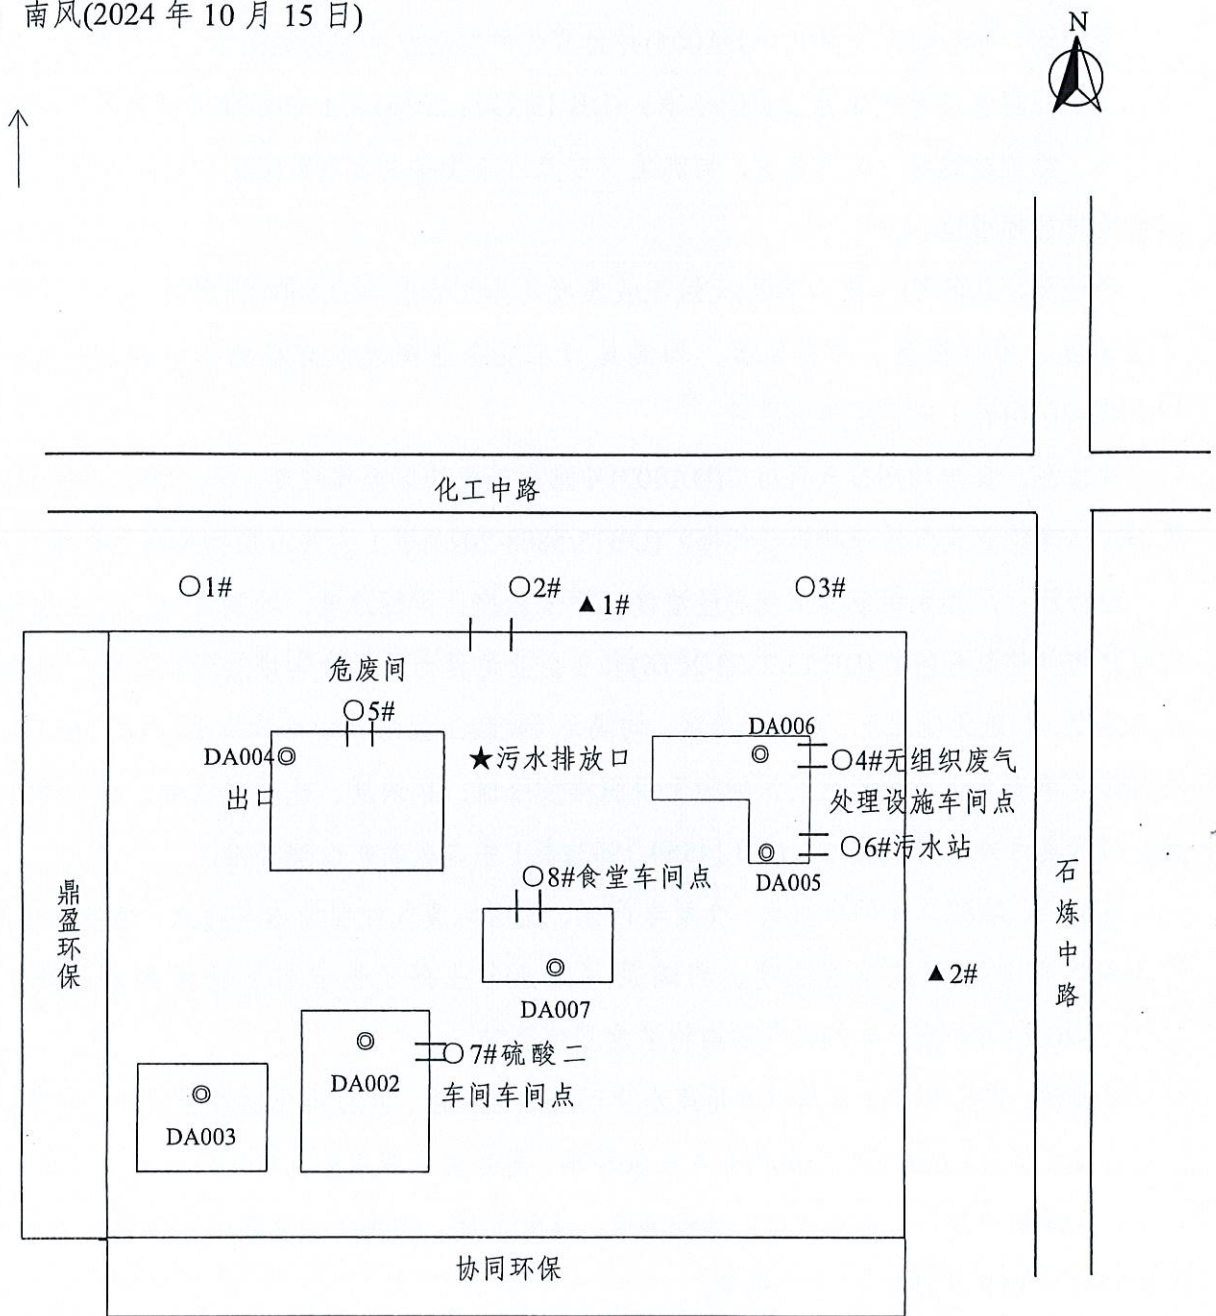 南风(2024 年 10 月 15 日)
N
化工中路
○1#
○2#
○3#
▲1#
危废间
○5#
DA004◎
出口
★污水排放口
DA006
○4#无组织废气
处理设施车间点
○6#污水站
DA005
○8#食堂车间点
DA007
鼎盈环保
石炼中路
▲2#
○7#硫酸二
车间车间点
DA002
DA003
协同环保